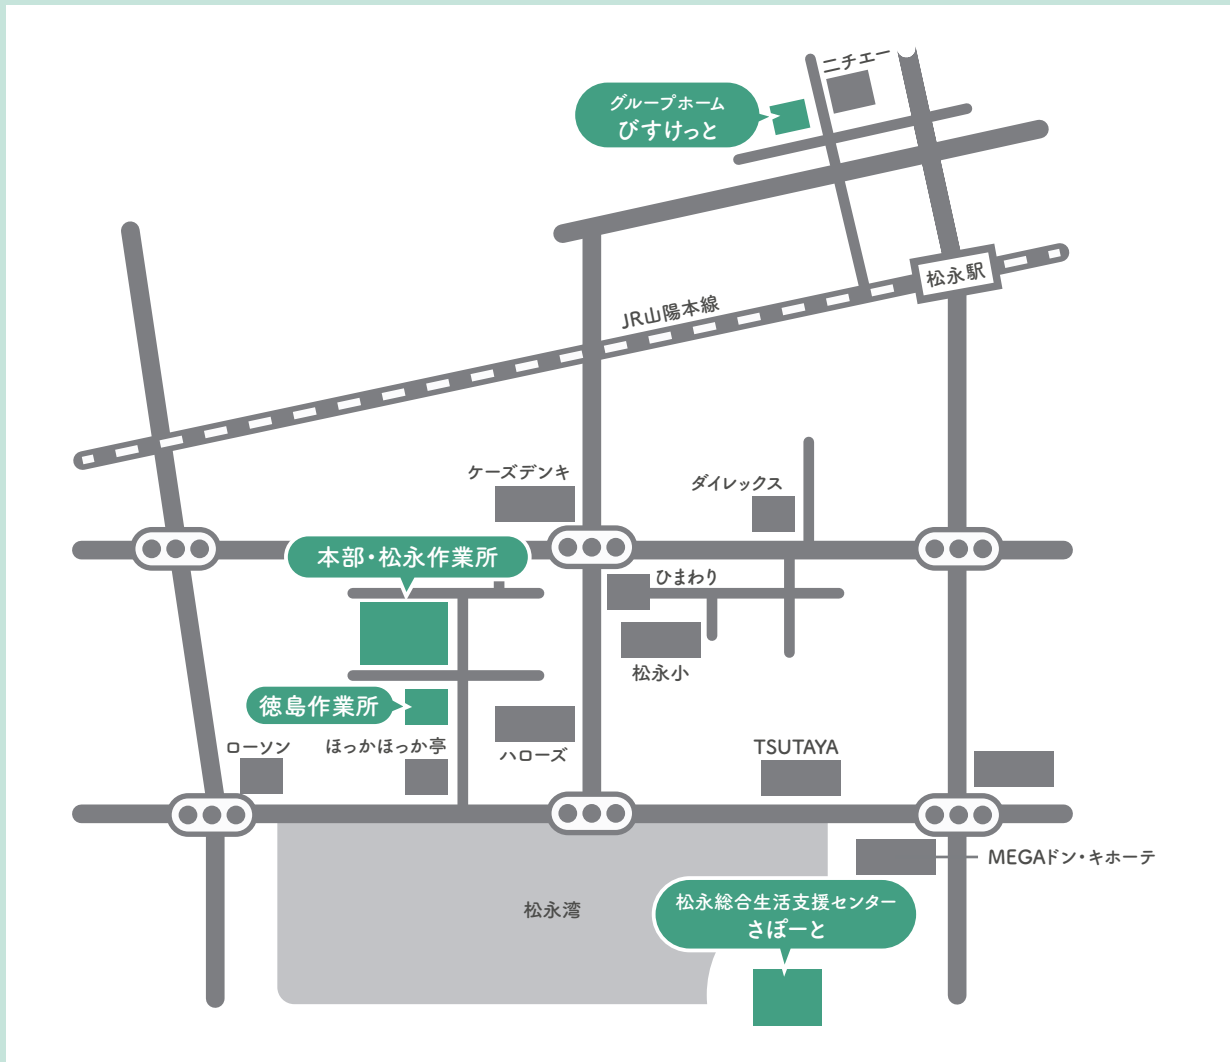 ニチエー
グループホーム
びすけっと
松永駅
JR山陽本線
ケーズデンキ
ダイレックス
本部・松永作業所
ひまわり
松永小
徳島作業所
ローソン
ほっかほっか亭
ハローズ
TSUTAYA
MEGAドン・キホーテ
松永湾
松永総合生活支援センター
さぽーと